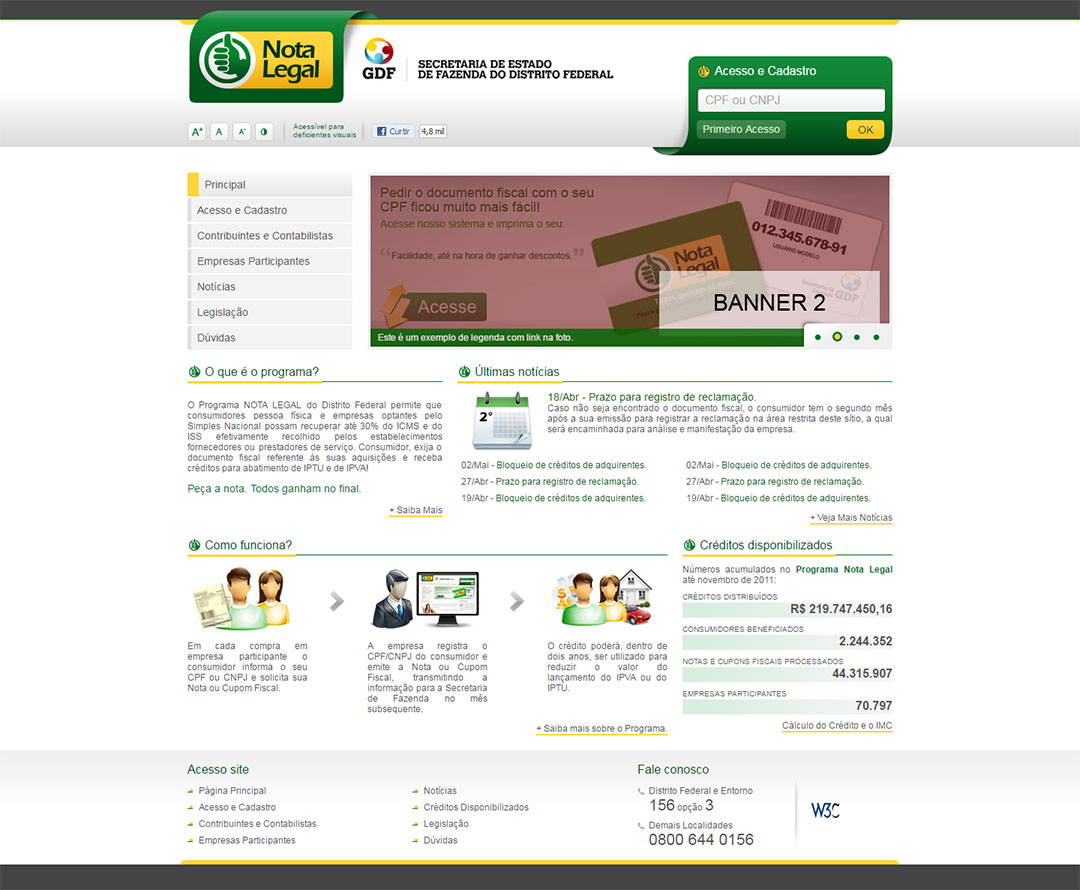 Nota
Legal
GDF
SECRETARIA DE ESTADO
DE FAZENDA DO DISTRITO FEDERAL
Acesso e Cadastro
CPF ou CNPJ
Primeiro Acesso
OK
A+
A
A-
Acessível para
deficientes visuais
Curtir
4,8 mil
Principal
Acesso e Cadastro
Contribuintes e Contabilistas
Empresas Participantes
Notícias
Legislação
Dúvidas
Pedir o documento fiscal com o seu
CPF ficou muito mais fácil!
Acesse nosso sistema e imprima o seu.
“Facilidade, até na hora de ganhar descontos.”
Acesse
Nota
Legal
Todos ganham no final.
012.345.678-91
USUÁRIO MODELO
GDF
BANNER 2
Este é um exemplo de legenda com link na foto.
O que é o programa?
O Programa NOTA LEGAL do Distrito Federal permite que
consumidores pessoa física e empresas optantes pelo
Simples Nacional possam recuperar até 30% do ICMS e do
ISS efetivamente recolhido pelos estabelecimentos
fornecedores ou prestadores de serviço. Consumidor, exija o
documento fiscal referente ás suas aquisições e receba
créditos para abatimento de IPTU e de IPVA!
Peça a nota. Todos ganham no final.
+ Saiba Mais
Últimas notícias
2º
18/Abr - Prazo para registro de reclamação.
Caso não seja encontrado o documento fiscal, o consumidor tem o segundo mês
após a sua emissão para registrar a reclamação na área restrita deste sítio, a qual
será encaminhada para análise e manifestação da empresa.
02/Mai - Bloqueio de créditos de adquirentes.
27/Abr - Prazo para registro de reclamação.
19/Abr - Bloqueio de créditos de adquirentes.
02/Mai - Bloqueio de créditos de adquirentes.
27/Abr - Prazo para registro de reclamação.
19/Abr - Bloqueio de créditos de adquirentes.
+ Veja Mais Notícias
Como funciona?
Em cada compra em
empresa participante o
consumidor informa o seu
CPF ou CNPJ e solicita sua
Nota ou Cupom Fiscal.
A empresa registra o
CPF/CNPJ do consumidor e
emite a Nota ou Cupom
Fiscal, transmitindo a
informação para a Secretaria
de Fazenda no mês
subsequente.
O crédito poderá, dentro de
dois anos, ser utilizado para
reduzir o valor do
lançamento do IPVA ou do
IPTU.
+ Saiba mais sobre o Programa.
Créditos disponibilizados
Números acumulados no Programa Nota Legal
até novembro de 2011:
CRÉDITOS DISTRIBUÍDOS
R$ 219.747.450,16
CONSUMIDORES BENEFICIADOS
2.244.352
NOTAS E CUPONS FISCAIS PROCESSADOS
44.315.907
EMPRESAS PARTICIPANTES
70.797
Cálculo do Crédito e o IMC
Acesso site
Página Principal
Acesso e Cadastro
Contribuintes e Contabilistas
Empresas Participantes
Notícias
Créditos Disponibilizados
Legislação
Dúvidas
Fale conosco
Distrito Federal e Entorno
156 opção 3
Demais Localidades
0800 644 0156
W3C